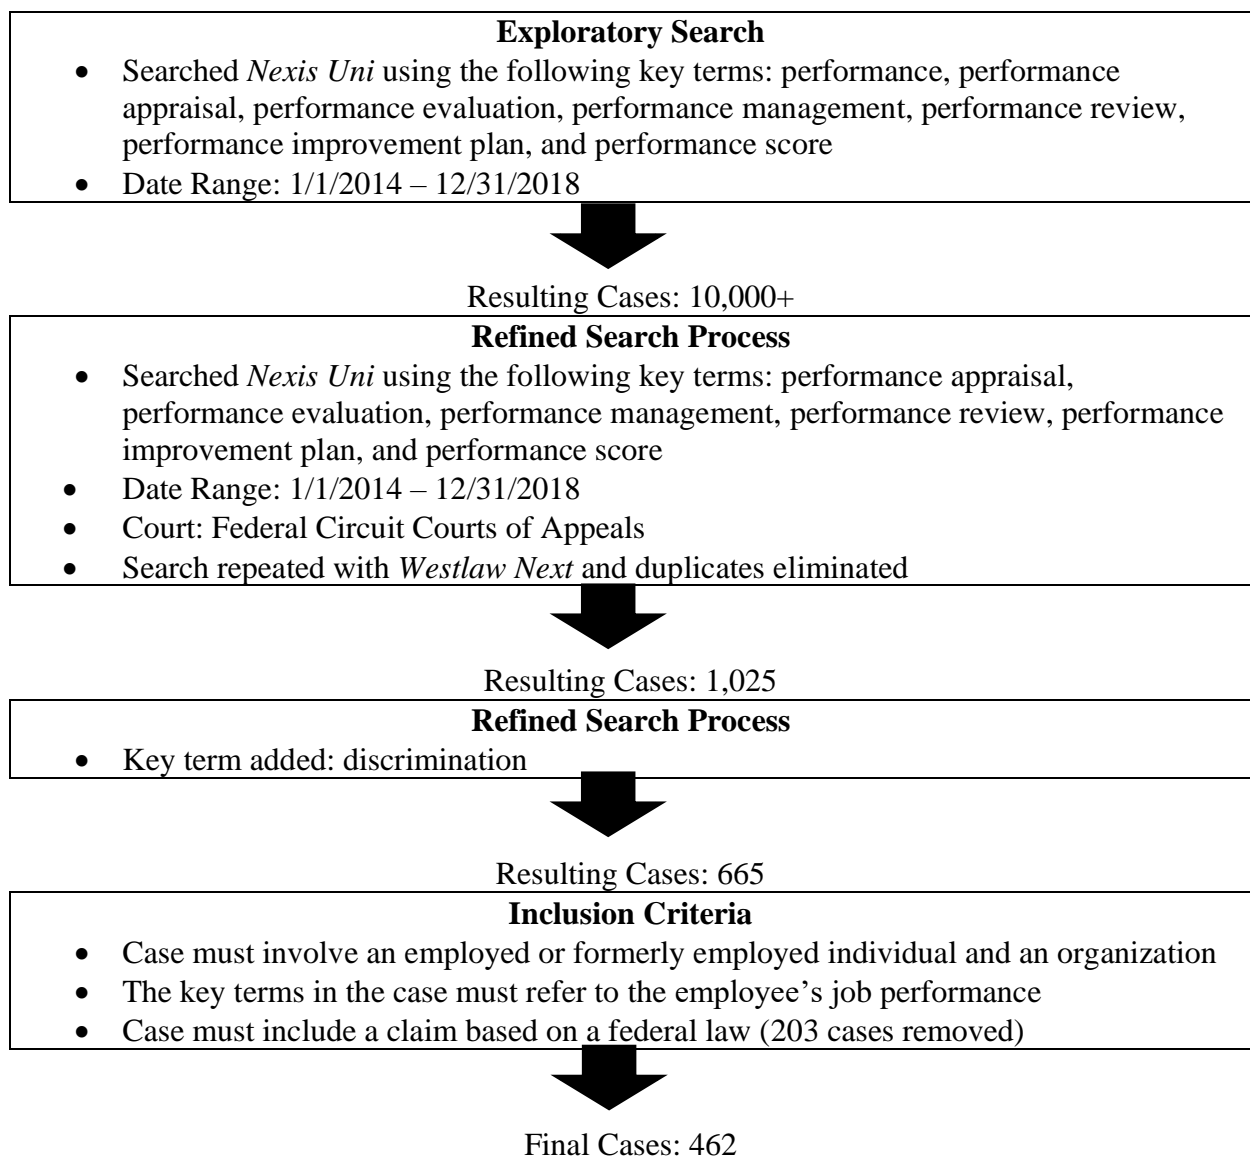 Exploratory Search
• Searched Nexis Uni using the following key terms: performance, performance
appraisal, performance evaluation, performance management, performance review,
performance improvement plan, and performance score
• Date Range: 1/1/2014 – 12/31/2018
Resulting Cases: 10,000+
Refined Search Process
• Searched Nexis Uni using the following key terms: performance appraisal,
performance evaluation, performance management, performance review, performance
improvement plan, and performance score
• Date Range: 1/1/2014 – 12/31/2018
• Court: Federal Circuit Courts of Appeals
• Search repeated with Westlaw Next and duplicates eliminated
Resulting Cases: 1,025
Refined Search Process
• Key term added: discrimination
Resulting Cases: 665
Inclusion Criteria
• Case must involve an employed or formerly employed individual and an organization
• The key terms in the case must refer to the employee’s job performance
• Case must include a claim based on a federal law (203 cases removed)
Final Cases: 462